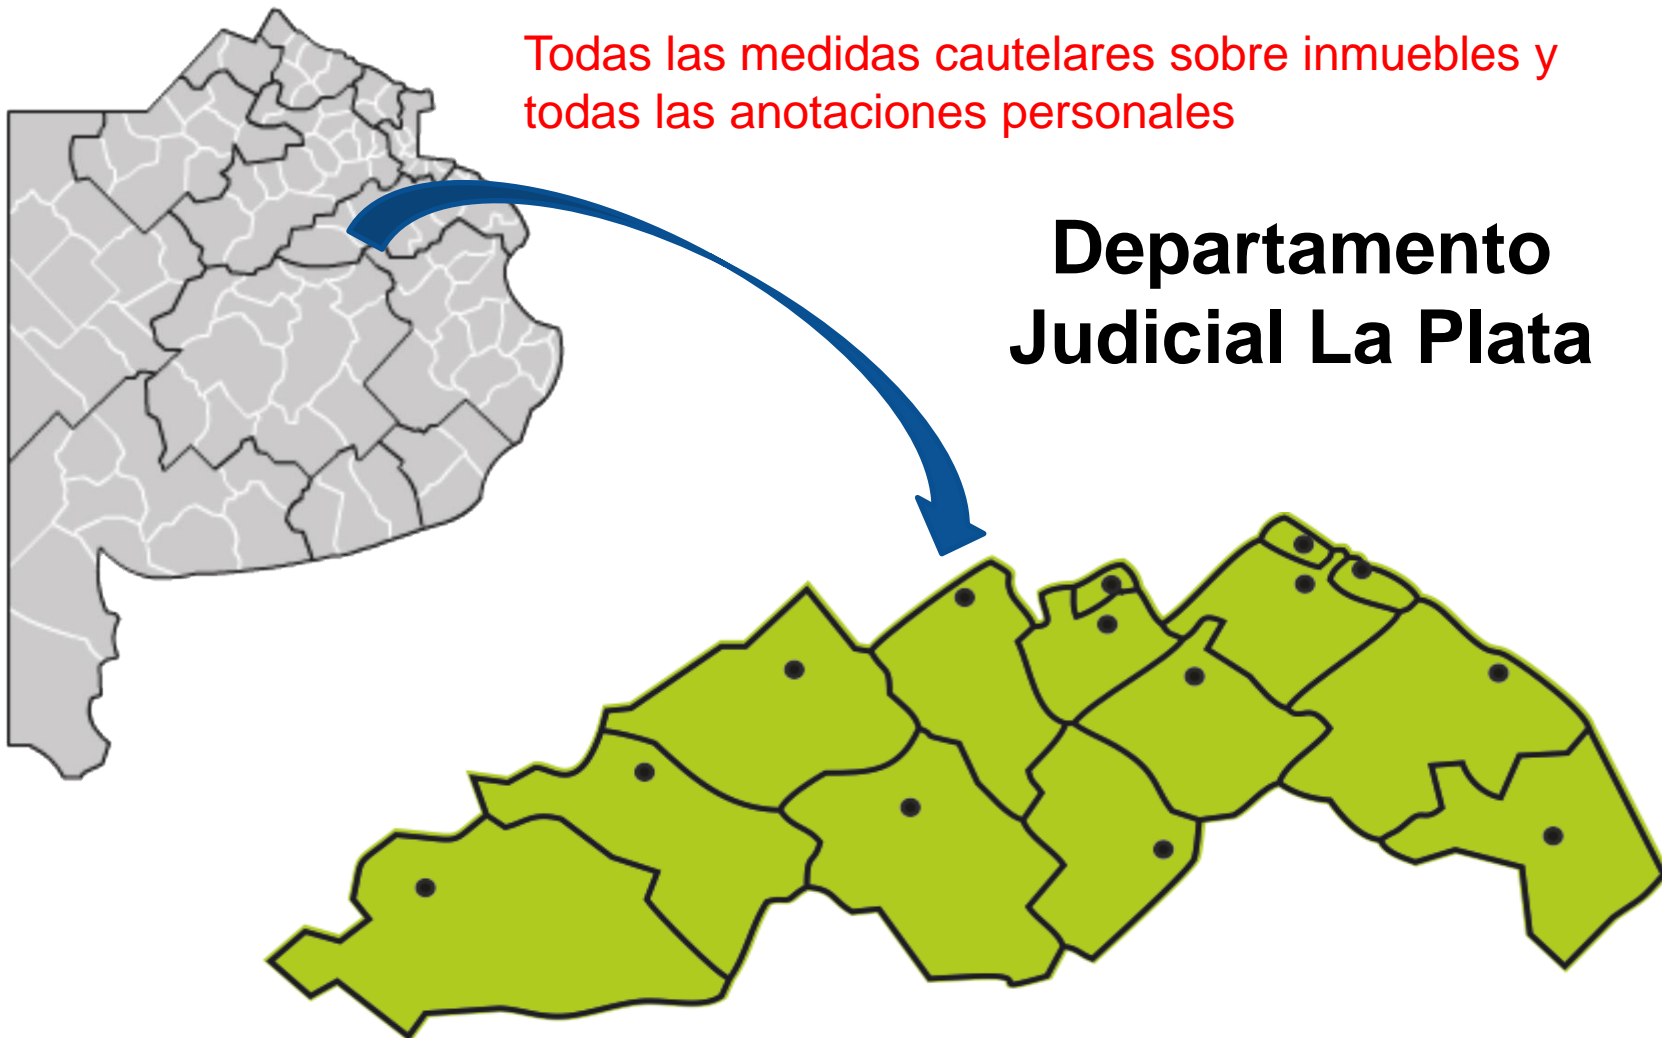 Todas las medidas cautelares sobre inmuebles y
todas las anotaciones personales
Departamento
Judicial La Plata